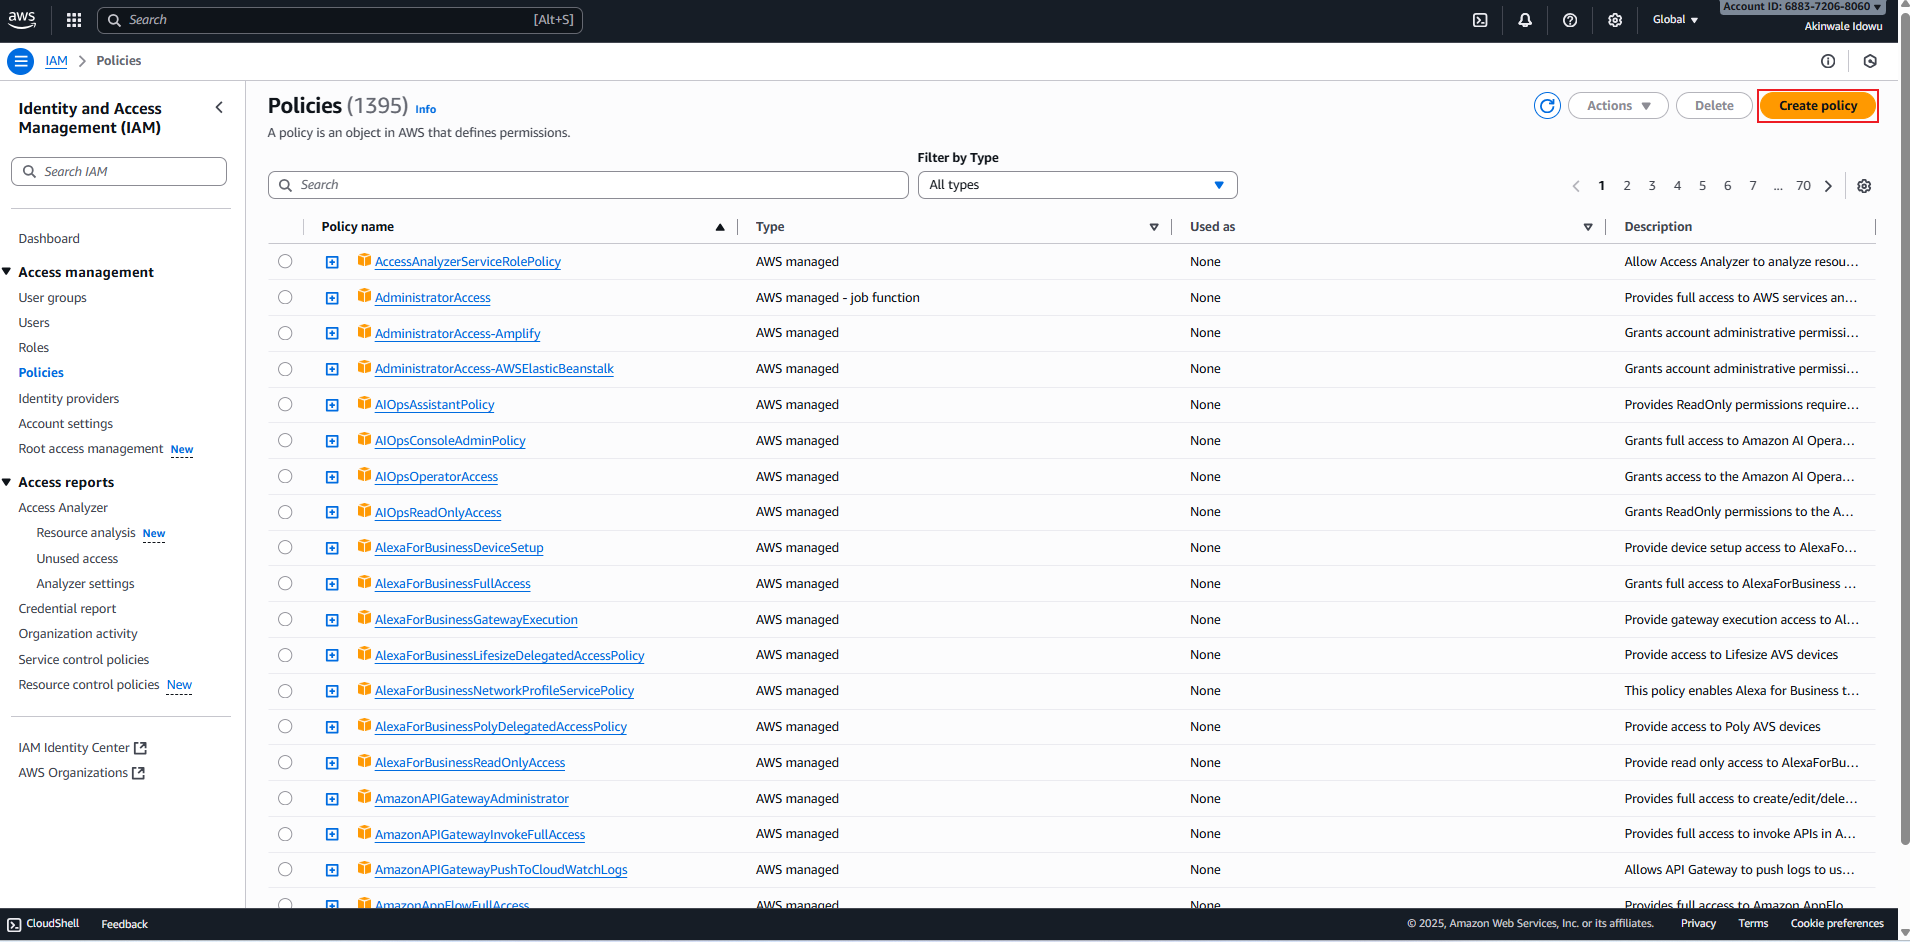 aws
Search [Alt+S]
Global
Account ID: 6883-7206-8060
Akinwale Idowu
IAM > Policies
Identity and Access
Management (IAM)
Search IAM
Dashboard
Access management
User groups
Users
Roles
Policies
Identity providers
Account settings
Root access management New
Access reports
Access Analyzer
Resource analysis New
Unused access
Analyzer settings
Credential report
Organization activity
Service control policies
Resource control policies New
IAM Identity Center
AWS Organizations
Policies (1395) Info
Actions Delete Create policy
A policy is an object in AWS that defines permissions.
Filter by Type
Search All types
1 2 3 4 5 6 7 ... 70
Policy name Type Used as Description
AccessAnalyzerServiceRolePolicy AWS managed None Allow Access Analyzer to analyze resou...
AdministratorAccess AWS managed - job function None Provides full access to AWS services an...
AdministratorAccess-Amplify AWS managed None Grants account administrative permissi...
AdministratorAccess-AWSElasticBeanstalk AWS managed None Grants account administrative permissi...
AIOpsAssistantPolicy AWS managed None Provides ReadOnly permissions require...
AIOpsConsoleAdminPolicy AWS managed None Grants full access to Amazon AI Opera...
AIOpsOperatorAccess AWS managed None Grants access to the Amazon AI Opera...
AIOpsReadOnlyAccess AWS managed None Grants ReadOnly permissions to the A...
AlexaForBusinessDeviceSetup AWS managed None Provide device setup access to AlexaFo...
AlexaForBusinessFullAccess AWS managed None Grants full access to AlexaForBusiness ...
AlexaForBusinessGatewayExecution AWS managed None Provide gateway execution access to Al...
AlexaForBusinessLifesizeDelegatedAccessPolicy AWS managed None Provide access to Lifesize AVS devices
AlexaForBusinessNetworkProfileServicePolicy AWS managed None This policy enables Alexa for Business t...
AlexaForBusinessPolyDelegatedAccessPolicy AWS managed None Provide access to Poly AVS devices
AlexaForBusinessReadOnlyAccess AWS managed None Provide read only access to AlexaForBu...
AmazonAPIGatewayAdministrator AWS managed None Provides full access to create/edit/dele...
AmazonAPIGatewayInvokeFullAccess AWS managed None Provides full access to invoke APIs in A...
AmazonAPIGatewayPushToCloudWatchLogs AWS managed None Allows API Gateway to push logs to us...
AmazonAppFlowFullAccess AWS managed None Provides full access to Amazon AppFlo...
CloudShell Feedback © 2025, Amazon Web Services, Inc. or its affiliates. Privacy Terms Cookie preferences